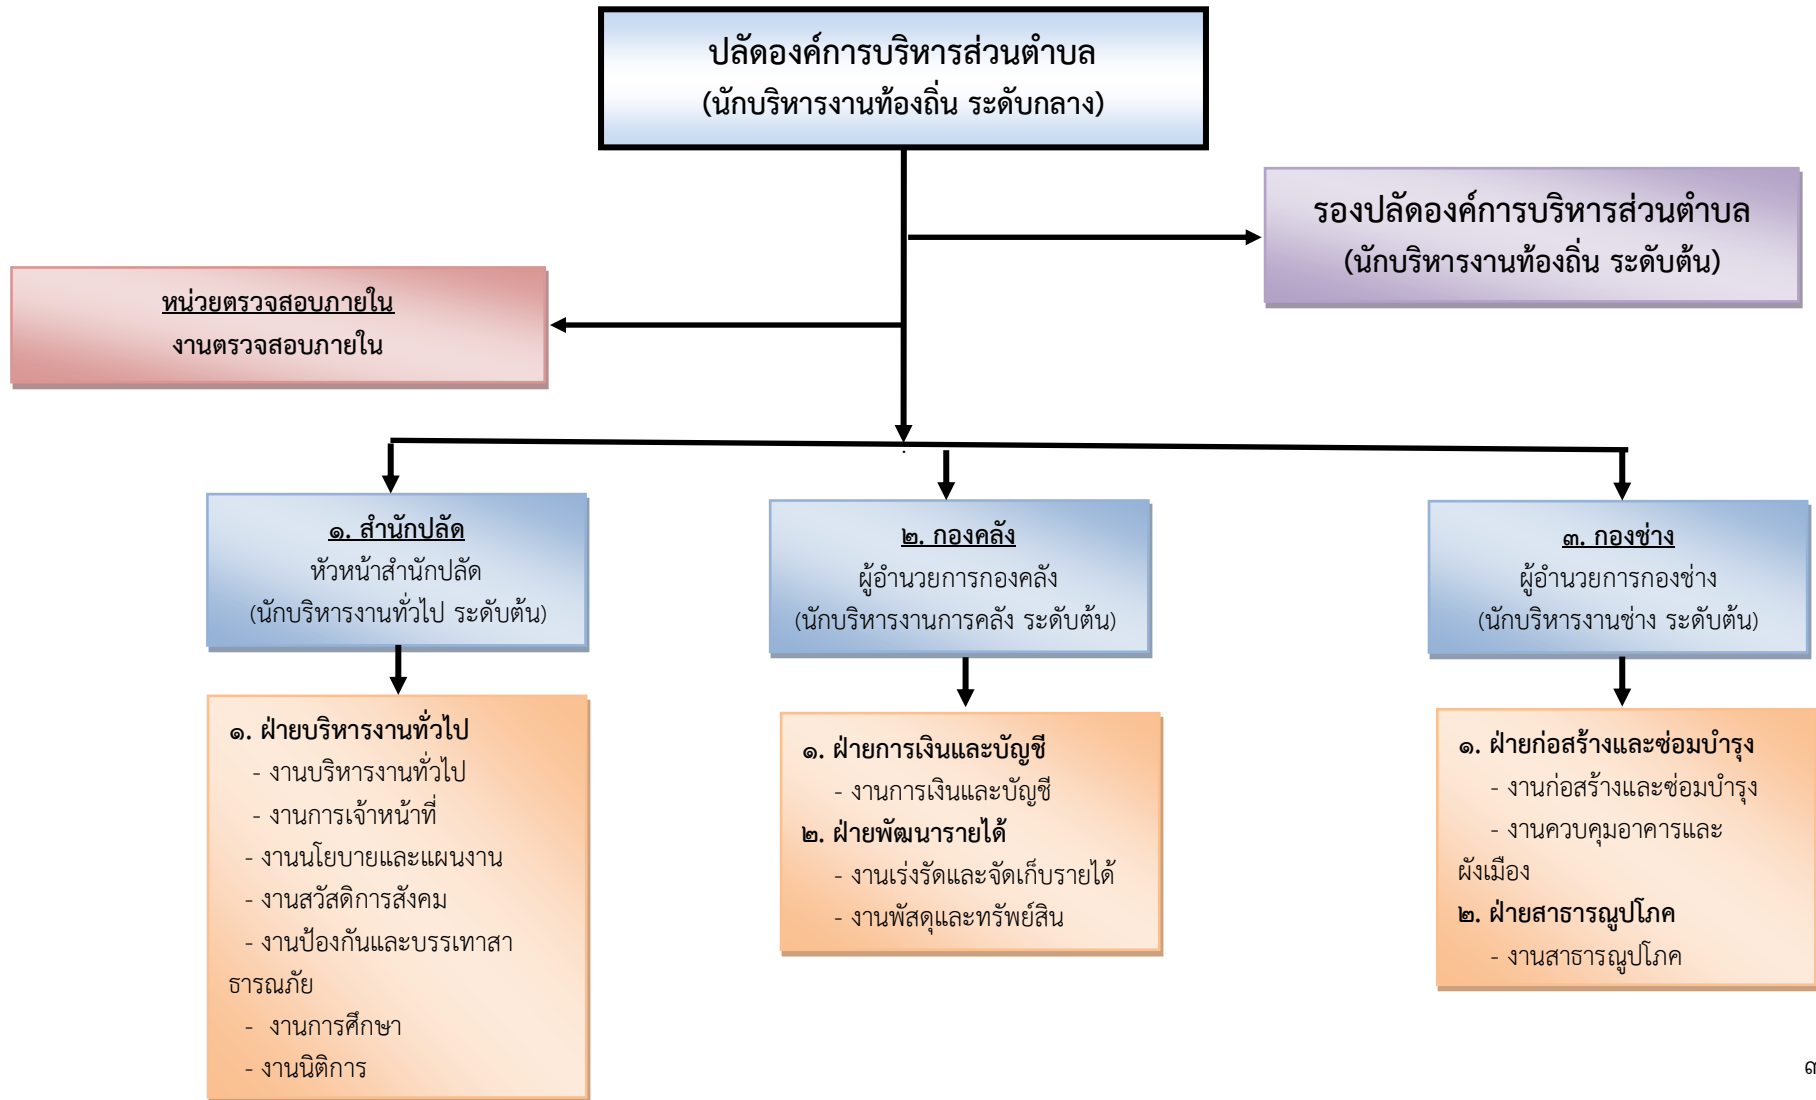 ปลัดองค์การบริหารส่วนตำบล
(นักบริหารงานท้องถิ่น ระดับกลาง)
รองปลัดองค์การบริหารส่วนตำบล
(นักบริหารงานท้องถิ่น ระดับต้น)
หน่วยตรวจสอบภายใน
งานตรวจสอบภายใน
๑. สำนักปลัด
หัวหน้าสำนักปลัด
(นักบริหารงานทั่วไป ระดับต้น)
๒. กองคลัง
ผู้อำนวยการกองคลัง
(นักบริหารงานการคลัง ระดับต้น)
๓. กองช่าง
ผู้อำนวยการกองช่าง
(นักบริหารงานช่าง ระดับต้น)
๑. ฝ่ายบริหารงานทั่วไป
- งานบริหารงานทั่วไป
- งานการเจ้าหน้าที่
- งานนโยบายและแผนงาน
- งานสวัสดิการสังคม
- งานป้องกันและบรรเทาสา
ธารณภัย
- งานการศึกษา
- งานนิติการ
๑. ฝ่ายการเงินและบัญชี
- งานการเงินและบัญชี
๒. ฝ่ายพัฒนารายได้
- งานเร่งรัดและจัดเก็บรายได้
- งานพัสดุและทรัพย์สิน
๑. ฝ่ายก่อสร้างและซ่อมบำรุง
- งานก่อสร้างและซ่อมบำรุง
- งานควบคุมอาคารและ
ผังเมือง
๒. ฝ่ายสาธารณูปโภค
- งานสาธารณูปโภค